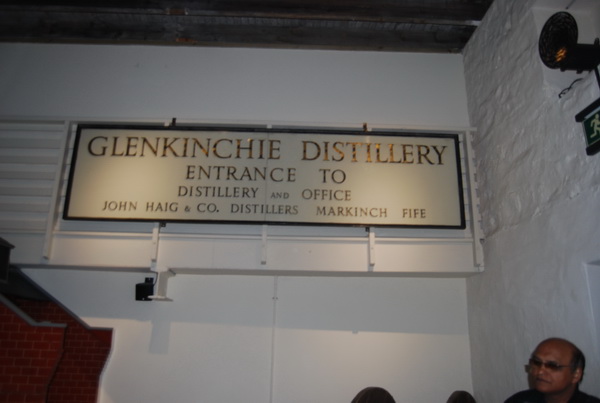 GLENKINCHIE DISTILLERY
ENTRANCE TO
DISTILLERY AND OFFICE
JOHN HAIG & CO. DISTILLERS MARKINCH FIFE